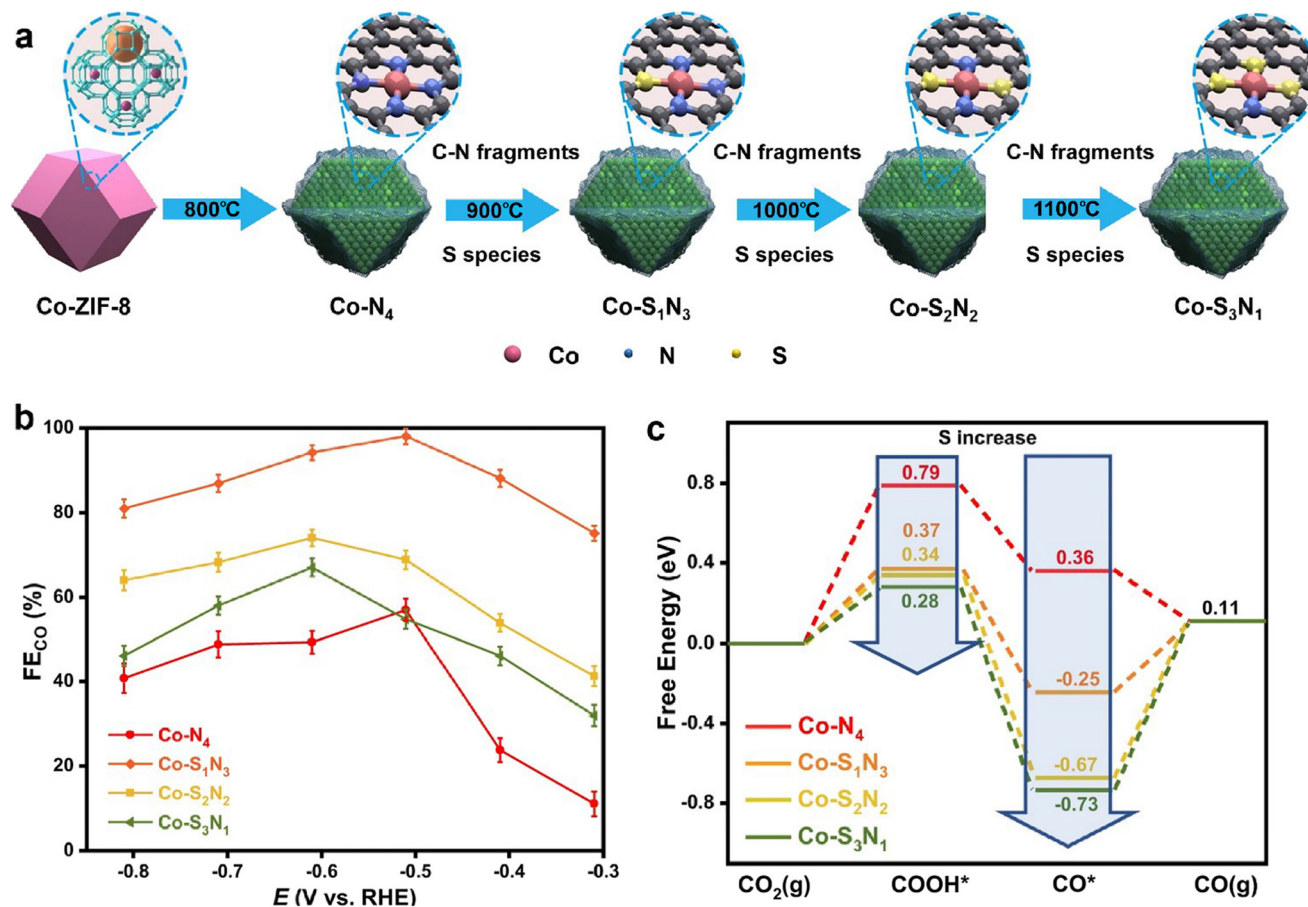 a
800℃
C-N fragments
900℃
S species
C-N fragments
1000℃
S species
C-N fragments
1100℃
S species
Co-ZIF-8
Co-N₄
Co-S₁N₃
Co-S₂N₂
Co-S₃N₁
Co
N
S
b
FE_CO (%)
100
80
60
40
20
0
Co-N₄
Co-S₁N₃
Co-S₂N₂
Co-S₃N₁
-0.8
-0.7
-0.6
-0.5
-0.4
-0.3
E (V vs. RHE)
c
Free Energy (eV)
0.8
0.4
0.0
-0.4
-0.8
S increase
0.79
0.37
0.34
0.28
0.36
-0.25
-0.67
-0.73
0.11
Co-N₄
Co-S₁N₃
Co-S₂N₂
Co-S₃N₁
CO₂(g)
COOH*
CO*
CO(g)